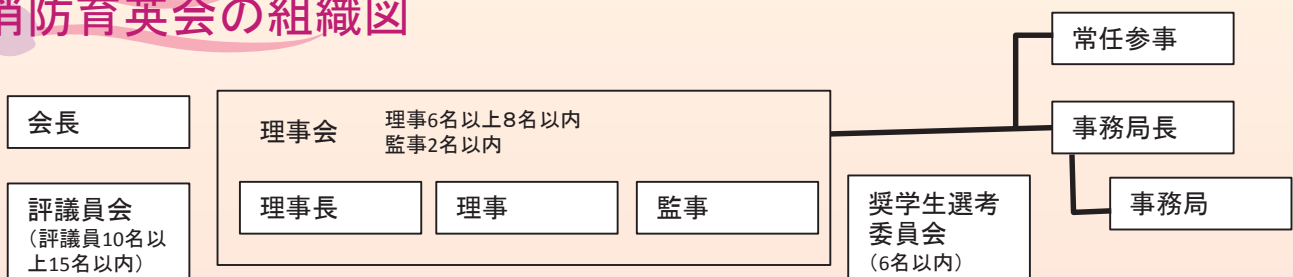 消防育英会の組織図
常任参事
会長
理事会
理事6名以上8名以内
監事2名以内
事務局長
評議員会
（評議員10名以
上15名以内）
理事長
理事
監事
奨学生選考
委員会
（6名以内）
事務局